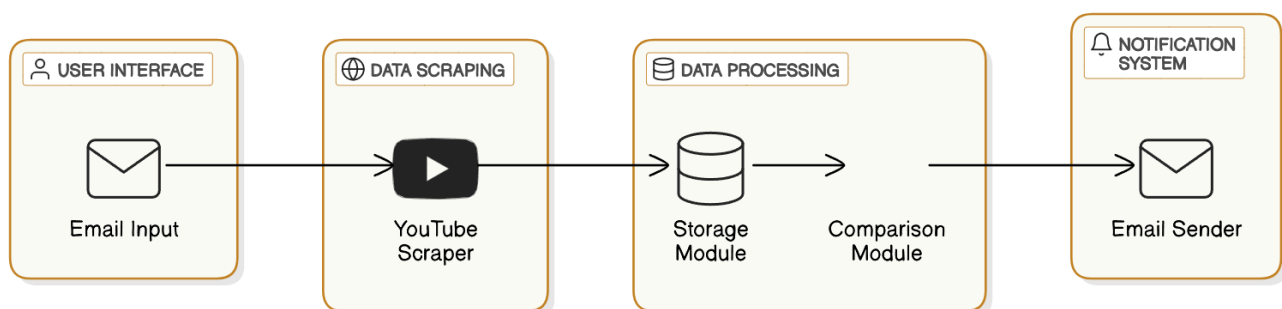 USER INTERFACE
Email Input
DATA SCRAPING
YouTube
Scraper
DATA PROCESSING
Storage
Module
Comparison
Module
NOTIFICATION
SYSTEM
Email Sender